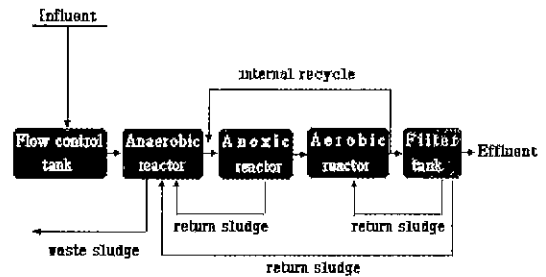 Influent
internal recycle
Flow control
tank
Anaerobic
reactor
Anoxic
reactor
Aerobic
reactor
Filter
tank
Effluent
return sludge
return sludge
waste sludge
return sludge